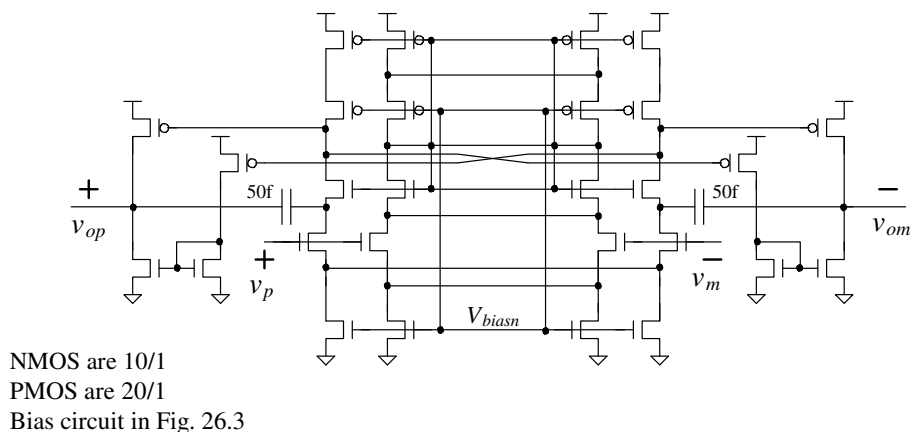 50f
50f
+
−
v_op
v_om
+
−
v_p
v_m
V_biasn
NMOS are 10/1
PMOS are 20/1
Bias circuit in Fig. 26.3